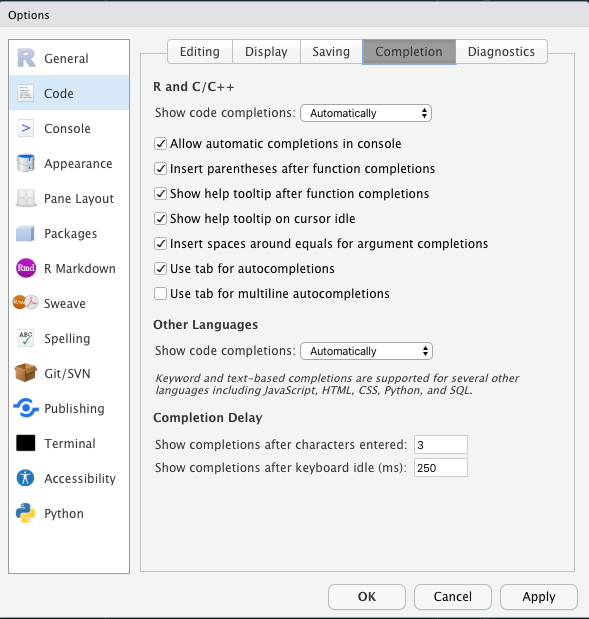 Options
General
Code
Console
Appearance
Pane Layout
Packages
R Markdown
Sweave
Spelling
Git/SVN
Publishing
Terminal
Accessibility
Python
Editing Display Saving Completion Diagnostics
R and C/C++
Show code completions: Automatically
Allow automatic completions in console
Insert parentheses after function completions
Show help tooltip after function completions
Show help tooltip on cursor idle
Insert spaces around equals for argument completions
Use tab for autocompletions
Use tab for multiline autocompletions
Other Languages
Show code completions: Automatically
Keyword and text-based completions are supported for several other
languages including JavaScript, HTML, CSS, Python, and SQL.
Completion Delay
Show completions after characters entered: 3
Show completions after keyboard idle (ms): 250
OK Cancel Apply